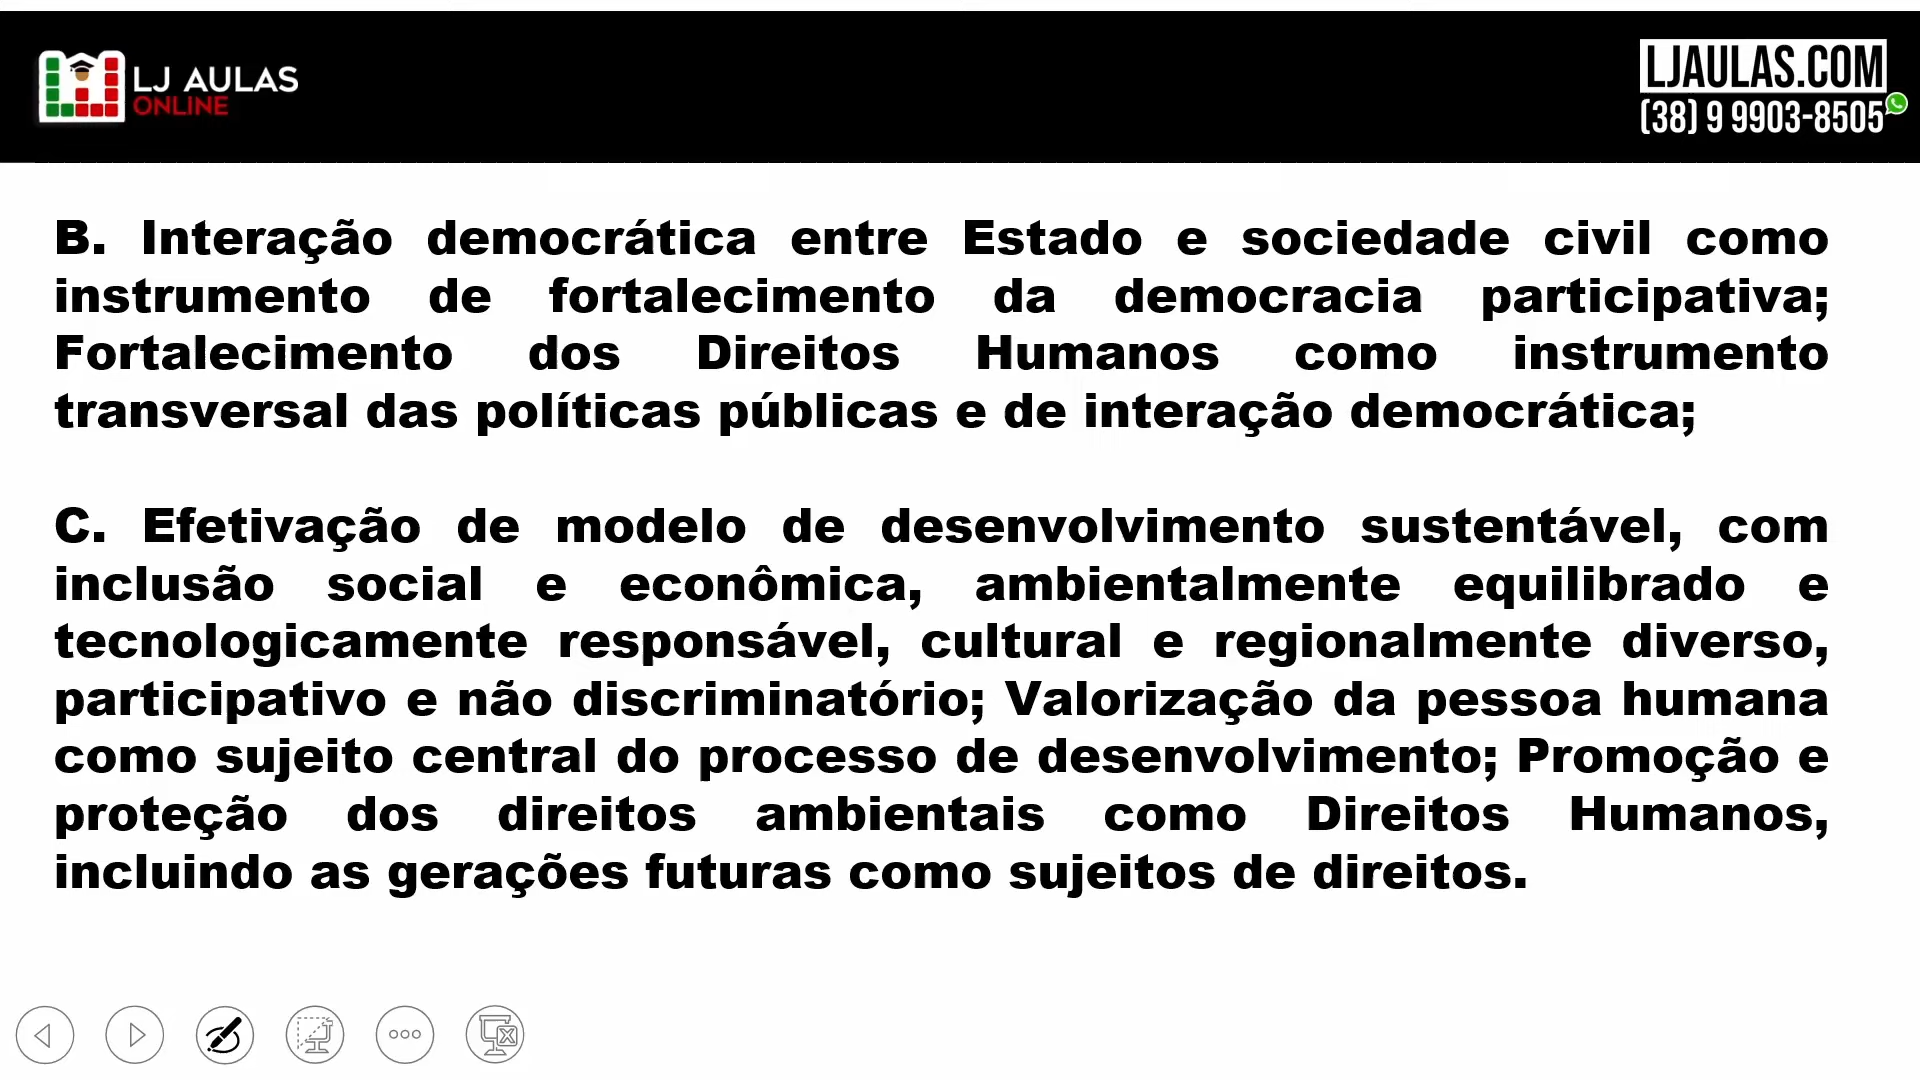 LJ AULAS
ONLINE
LJAULAS.COM
(38) 9 9903-8505
B. Interação democrática entre Estado e sociedade civil como
instrumento de fortalecimento da democracia participativa;
Fortalecimento dos Direitos Humanos como instrumento
transversal das políticas públicas e de interação democrática;
C. Efetivação de modelo de desenvolvimento sustentável, com
inclusão social e econômica, ambientalmente equilibrado e
tecnologicamente responsável, cultural e regionalmente diverso,
participativo e não discriminatório; Valorização da pessoa humana
como sujeito central do processo de desenvolvimento; Promoção e
proteção dos direitos ambientais como Direitos Humanos,
incluindo as gerações futuras como sujeitos de direitos.